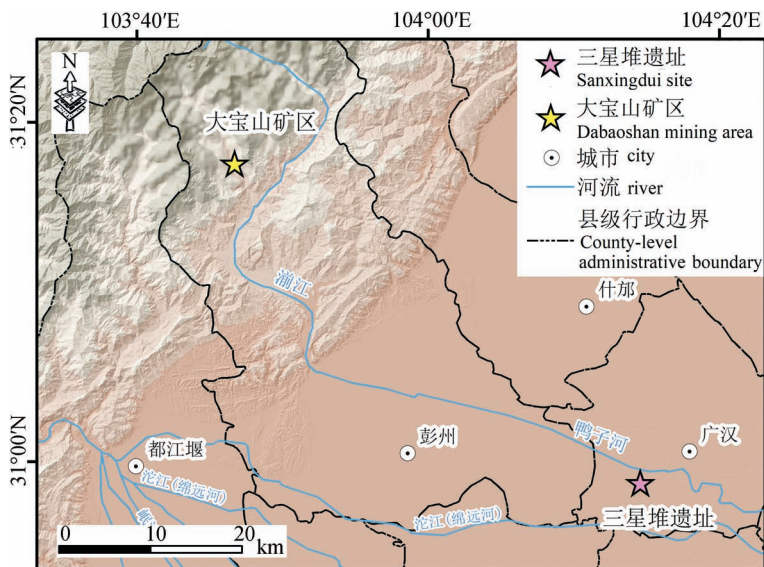 103°40′
104°00′
104°20′
N
31°20′
31°00′
三星堆遗址
Sanxingdui site
大宝山矿区
Dabaoshan mining area
城市 city
河流 river
县级行政边界
County-level
administrative boundary
大宝山矿区
湔江
什邡
鸭子河
广汉
彭州
都江堰
沱江(绵远河)
沱江(绵远河)
三星堆遗址
0 10 20
km